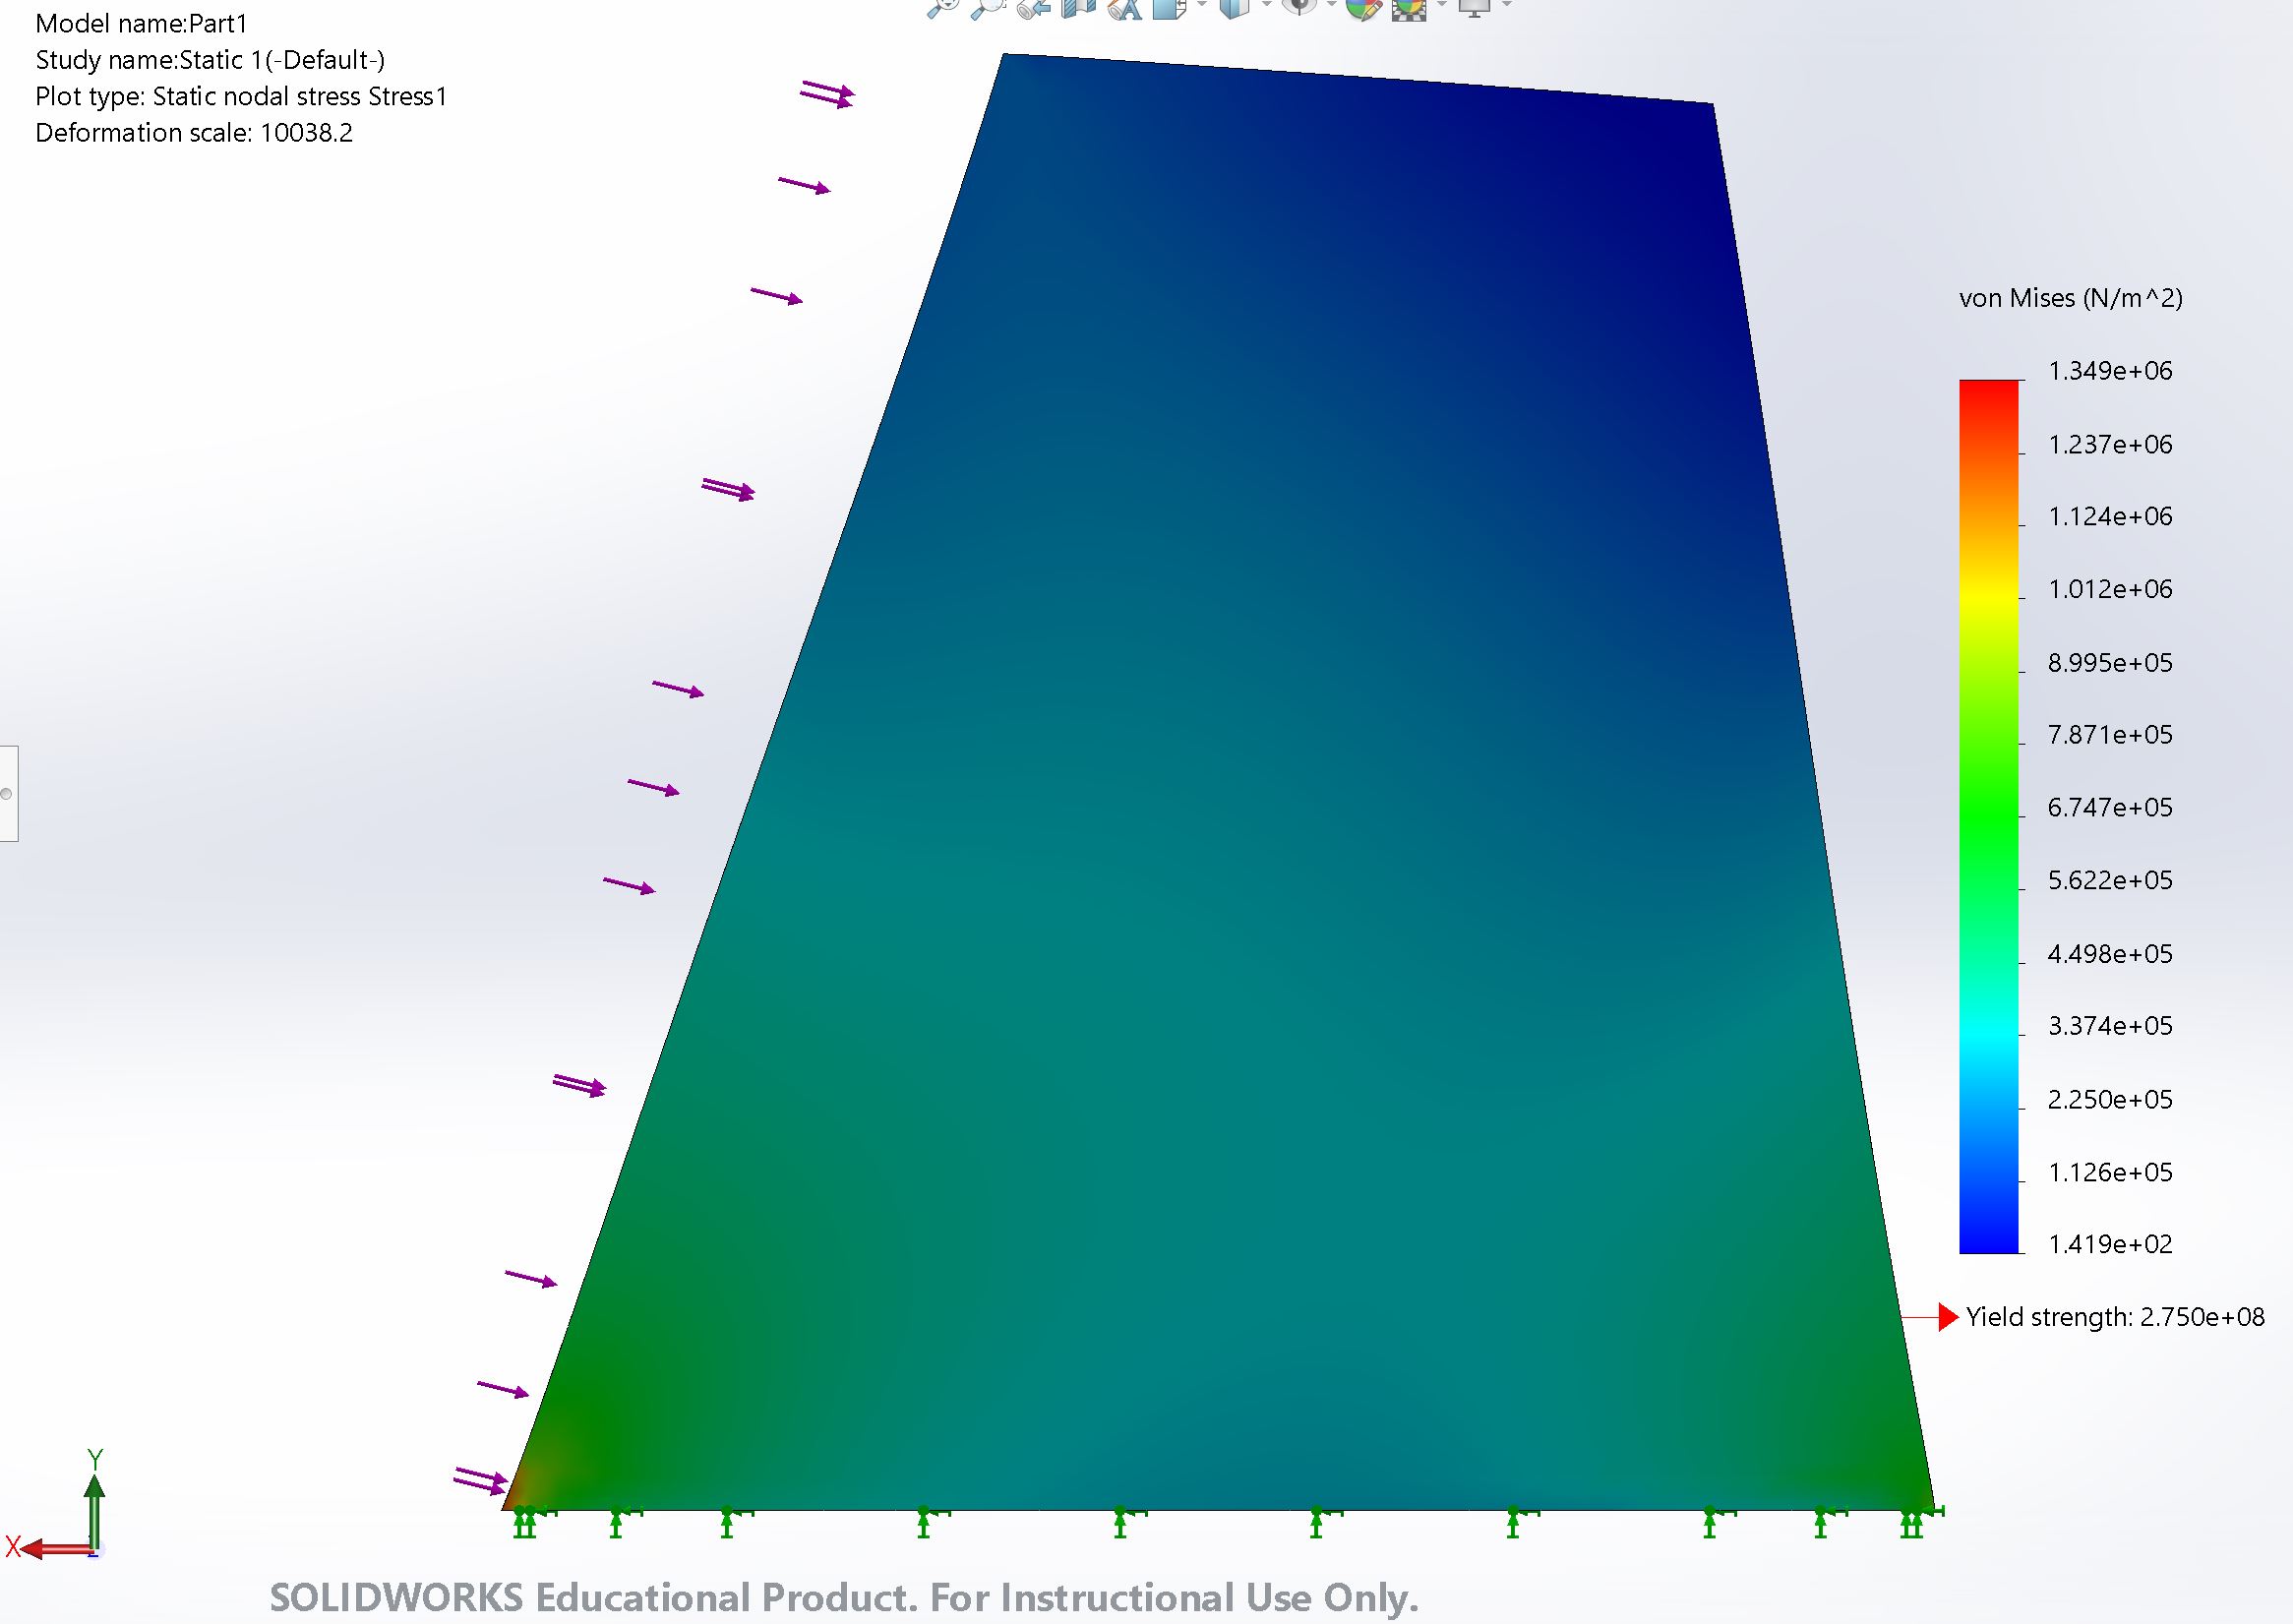 Model name:Part1
Study name:Static 1(-Default-)
Plot type: Static nodal stress Stress1
Deformation scale: 10038.2
von Mises (N/m^2)
1.349e+06
1.237e+06
1.124e+06
1.012e+06
8.995e+05
7.871e+05
6.747e+05
5.622e+05
4.498e+05
3.374e+05
2.250e+05
1.126e+05
1.419e+02
Yield strength: 2.750e+08
Y
X
SOLIDWORKS Educational Product. For Instructional Use Only.